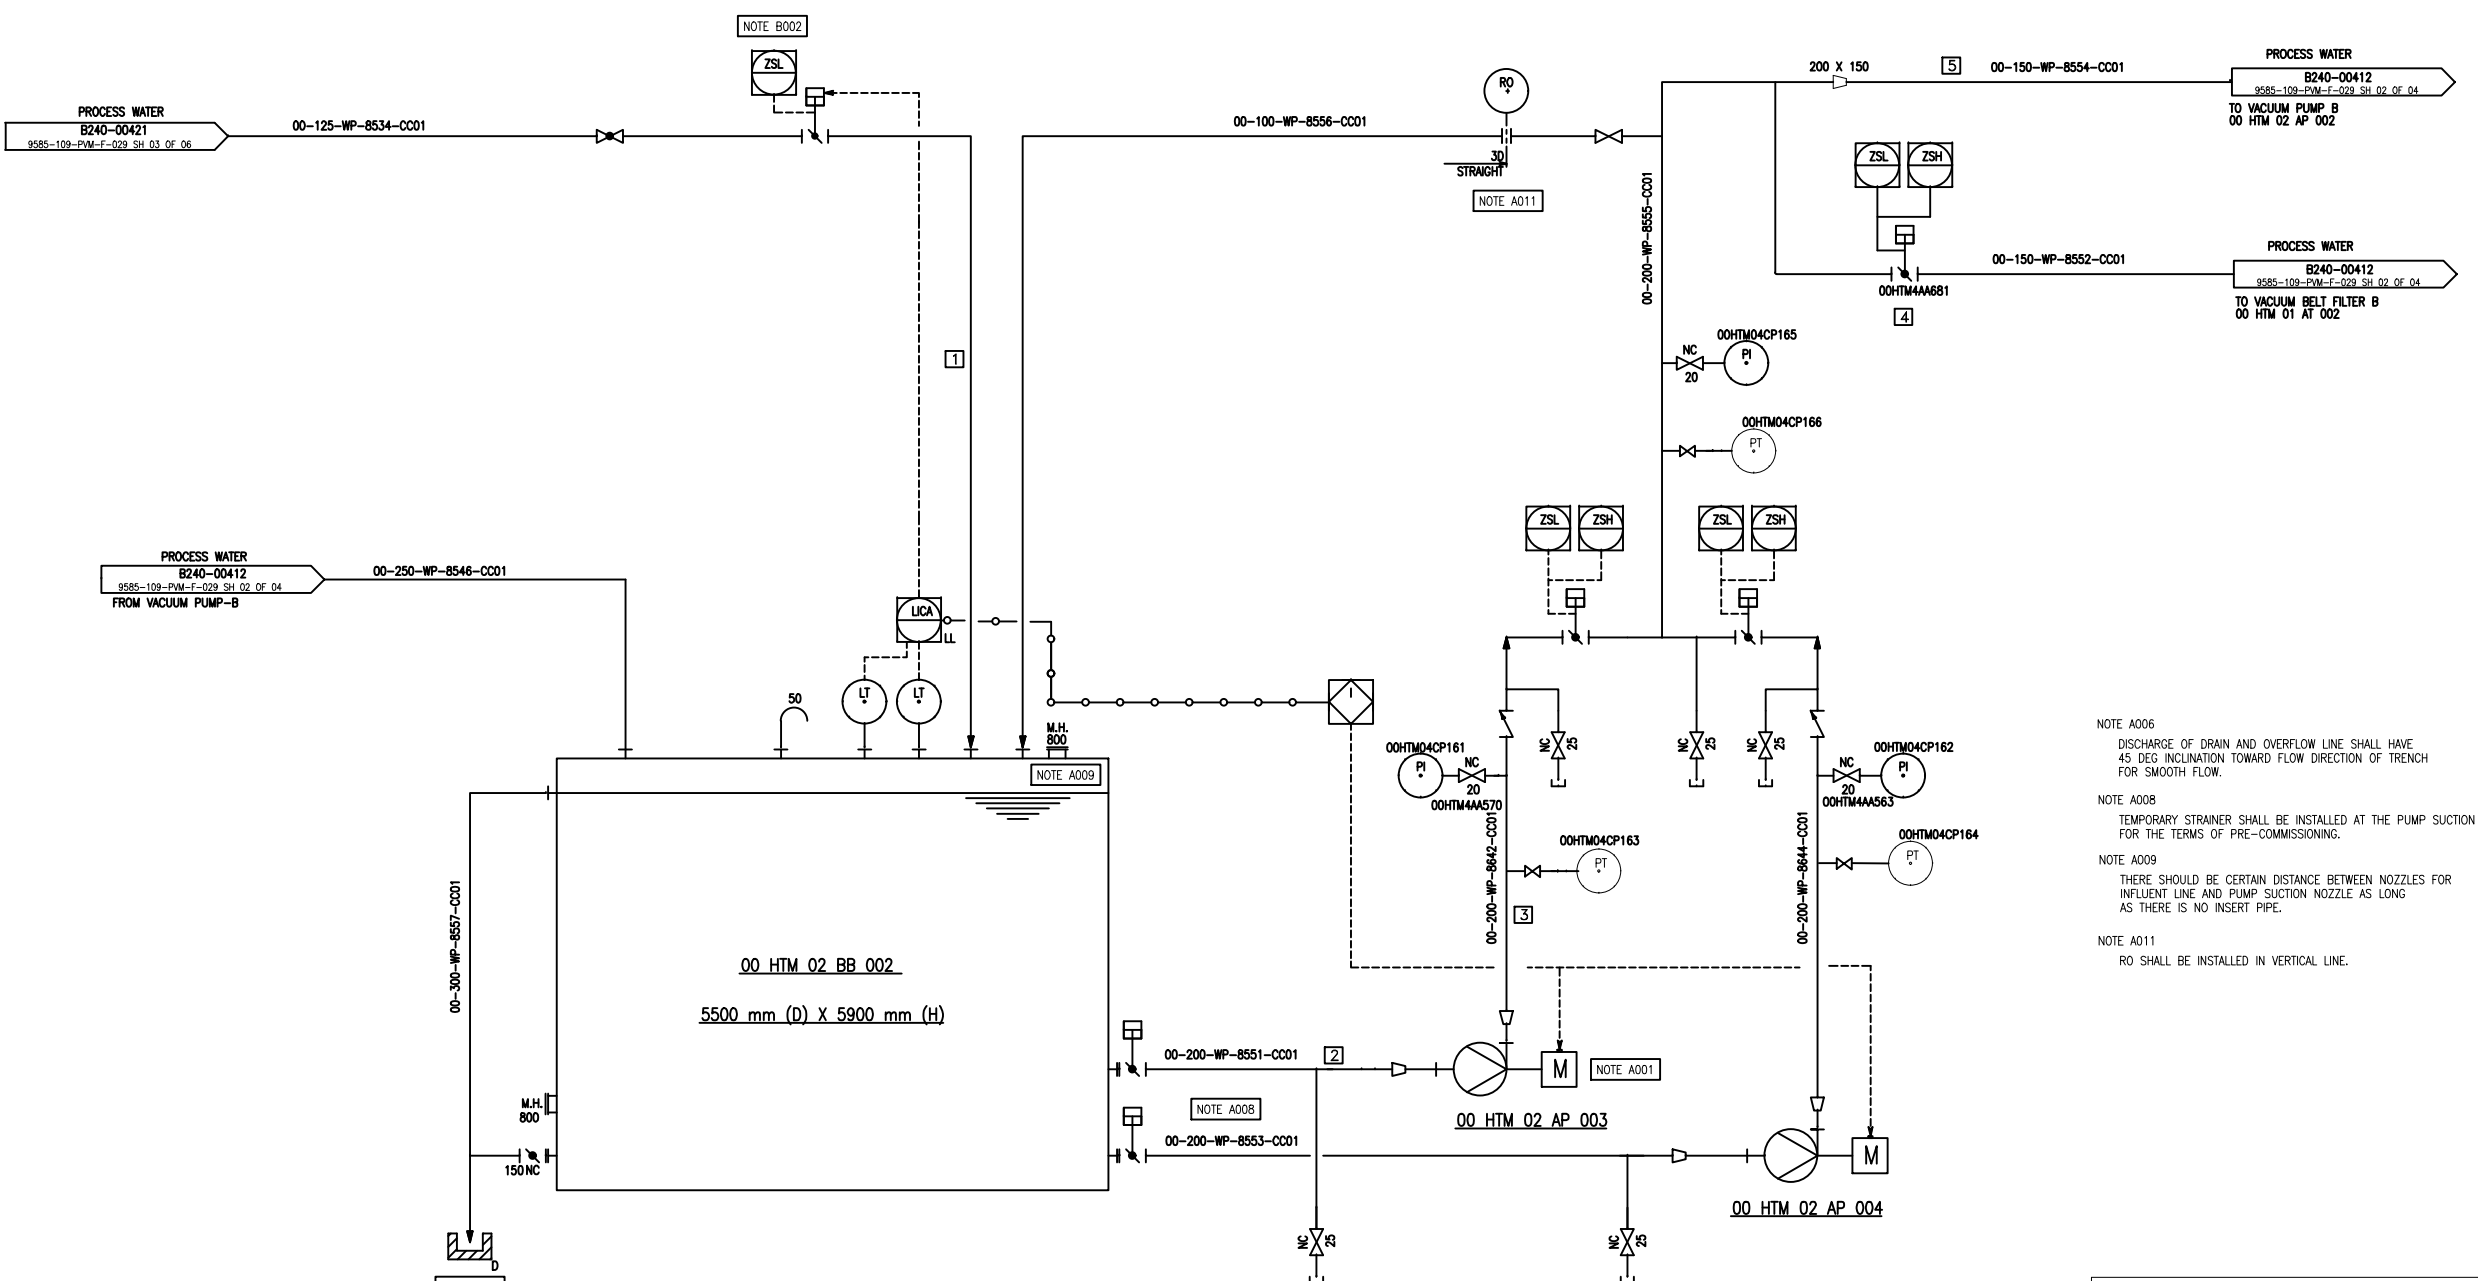 NOTE B002
ZSL
PROCESS WATER
B240-00421
9585-109-PVM-F-029 SH 03 OF 06
00-125-WP-8534-CC01
00-100-WP-8556-CC01
RO
3D
STRAIGHT
NOTE A011
200 X 150
5
00-150-WP-8554-CC01
PROCESS WATER
B240-00412
9585-109-PVM-F-029 SH 02 OF 04
TO VACUUM PUMP B
00 HTM 02 AP 002
ZSL
ZSH
00-200-WP-8555-CC01
00HTM4AA681
4
00-150-WP-8552-CC01
PROCESS WATER
B240-00412
9585-109-PVM-F-029 SH 02 OF 04
TO VACUUM BELT FILTER B
00 HTM 01 AT 002
1
00HTM04CP165
NC
PI
20
00HTM04CP166
PT
ZSL
ZSH
ZSL
ZSH
PROCESS WATER
B240-00412
9585-109-PVM-F-029 SH 02 OF 04
FROM VACUUM PUMP-B
00-250-WP-8546-CC01
LICA
LL
50
LT
LT
I
M.H.
800
NOTE A009
00HTM04CP161
PI
NC
20
00HTM4AA570
NC
25
NC
25
NC
25
00HTM04CP162
NC
PI
20
00HTM4AA563
00-200-WP-8642-CC01
00HTM04CP163
PT
00-200-WP-8644-CC01
00HTM04CP164
PT
3
NOTE A006
DISCHARGE OF DRAIN AND OVERFLOW LINE SHALL HAVE
45 DEG INCLINATION TOWARD FLOW DIRECTION OF TRENCH
FOR SMOOTH FLOW.
NOTE A008
TEMPORARY STRAINER SHALL BE INSTALLED AT THE PUMP SUCTION
FOR THE TERMS OF PRE-COMMISSIONING.
NOTE A009
THERE SHOULD BE CERTAIN DISTANCE BETWEEN NOZZLES FOR
INFLUENT LINE AND PUMP SUCTION NOZZLE AS LONG
AS THERE IS NO INSERT PIPE.
NOTE A011
RO SHALL BE INSTALLED IN VERTICAL LINE.
00-300-WP-8557-CC01
00 HTM 02 BB 002
5500 mm (D) X 5900 mm (H)
00-200-WP-8551-CC01
2
M
NOTE A001
M.H.
800
NOTE A008
00 HTM 02 AP 003
00-200-WP-8553-CC01
150 NC
M
00 HTM 02 AP 004
NC
25
NC
25
D